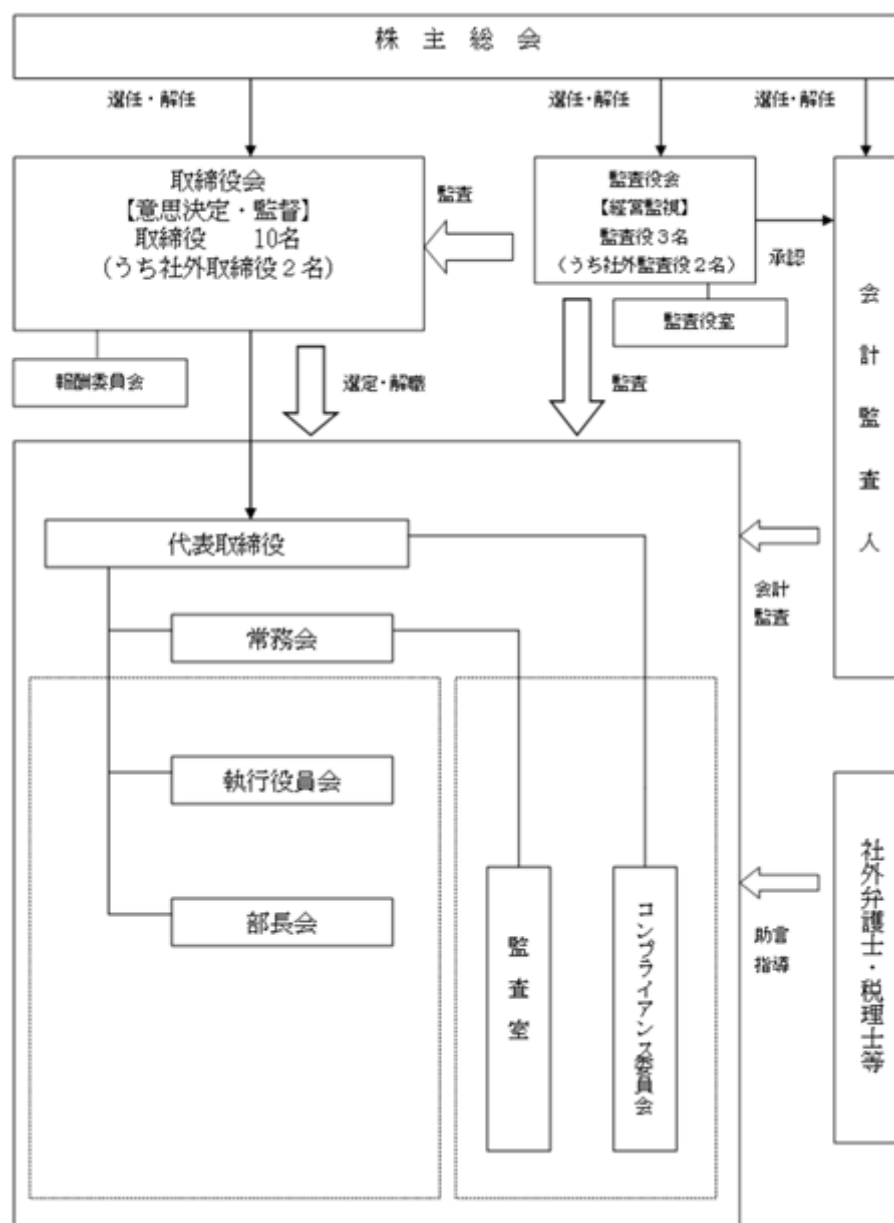 株主総会
選任・解任
選任・解任
選任・解任
取締役会
【意思決定・監督】
取締役　10名
（うち社外取締役２名）
監査
監査役会
【経営監視】
監査役３名
（うち社外監査役２名）
承認
会計監査人
監査役室
報酬委員会
選定・解職
監査
代表取締役
会計
監査
常務会
執行役員会
部長会
監査室
コンプライアンス委員会
助言
指導
社外弁護士・税理士等